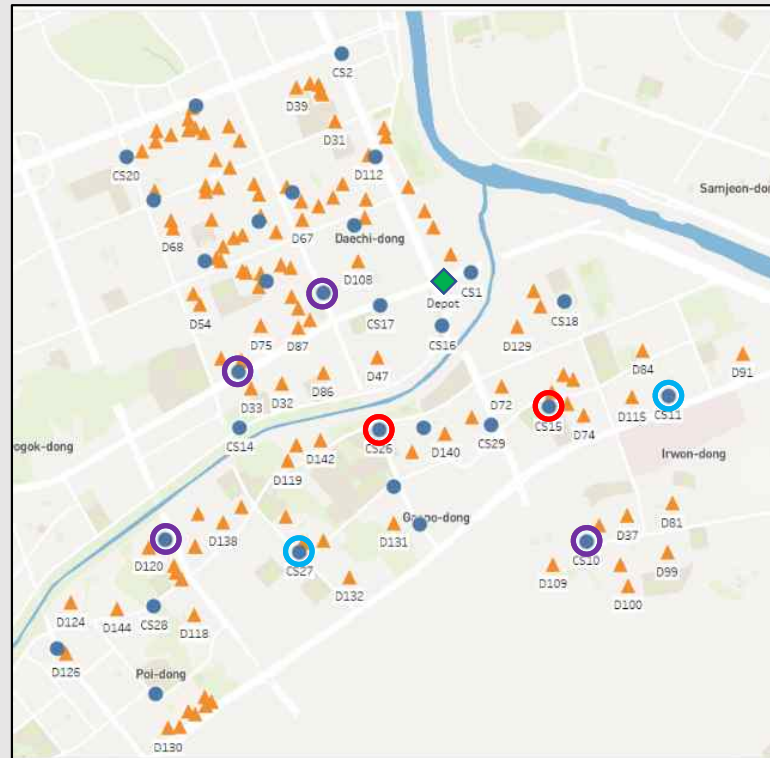 CS2
D39
D31
CS20
D112
Samjeon-do
D68
D67
Daechi-dong
D108
CS1
Depot
D54
CS17
CS18
CS16
D75
D87
D129
D47
D84
D91
D86
D33
D32
D72
D115
CS11
CS15
D74
CS14
CS26
CS29
ogok-dong
D142
D140
Irwon-dong
D119
D81
D138
D131
D37
D120
CS27
CS10
D99
D132
D109
D100
D124
D144
CS28
D118
D126
Poi-dong
D130